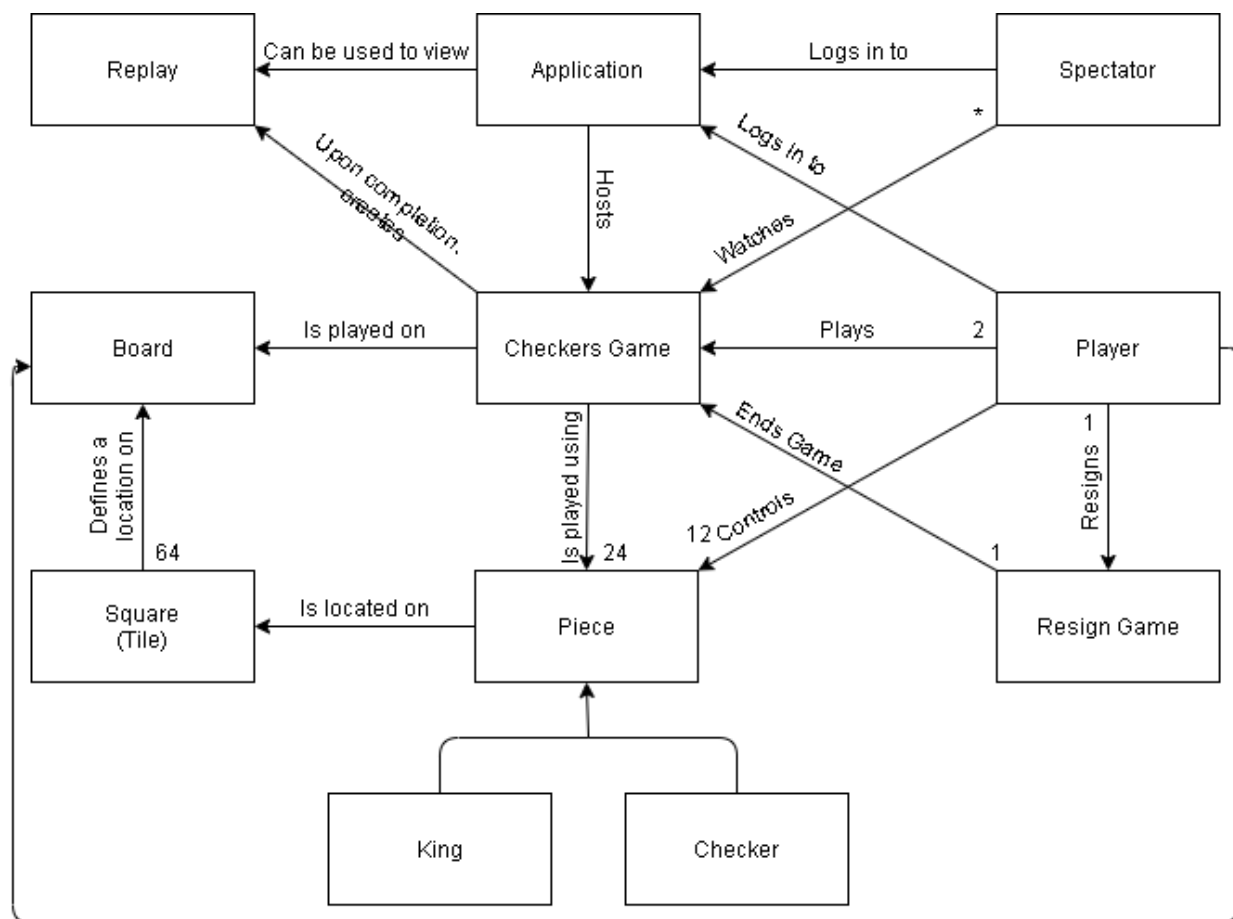 Replay
Can be used to view
Application
Logs in to
Spectator
*
Logs in to
Upon completion,
creates
Hosts
Watches
Board
Is played on
Checkers Game
Plays
2
Player
Defines a
location on
64
Is played using
24
Ends Game
12 Controls
1
Resigns
1
Square
(Tile)
Is located on
Piece
Resign Game
King
Checker